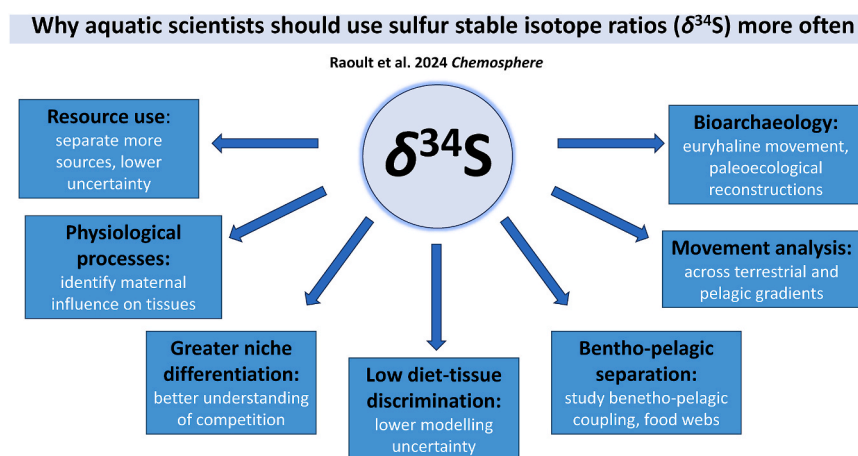 Why aquatic scientists should use sulfur stable isotope ratios (δ³⁴S) more often
Raoult et al. 2024 Chemosphere
δ³⁴S
Resource use:
separate more
sources, lower
uncertainty
Physiological
processes:
identify maternal
influence on tissues
Greater niche
differentiation:
better understanding
of competition
Low diet-tissue
discrimination:
lower modelling
uncertainty
Bentho-pelagic
separation:
study benetho-pelagic
coupling, food webs
Movement analysis:
across terrestrial and
pelagic gradients
Bioarchaeology:
euryhaline movement,
paleoecological
reconstructions